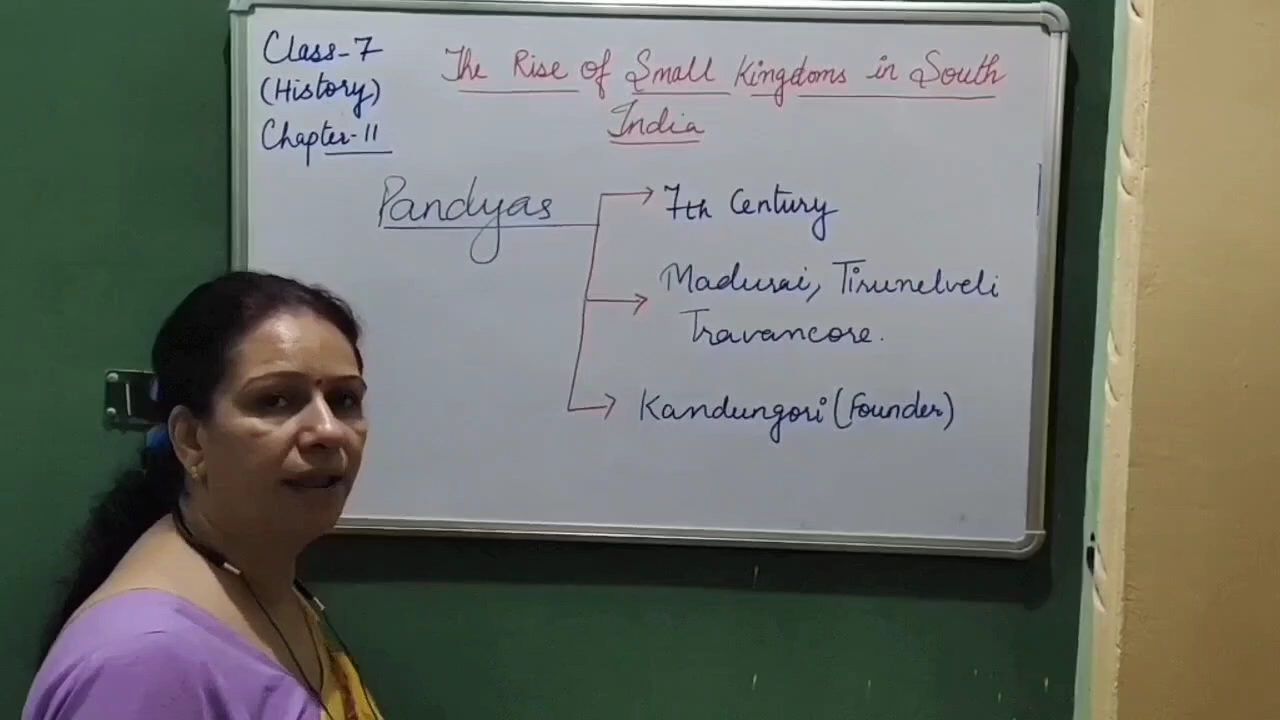 Class-7
(History)
Chapter-11
The Rise of Small Kingdoms in South
India
Pandyas
7th Century
Madurai, Tirunelveli
Travancore.
Kandungori (Founder)